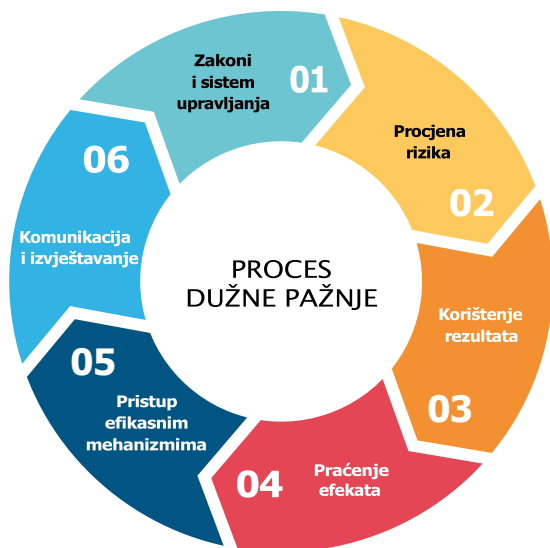 Zakoni
i sistem
upravljanja
01
Procjena
rizika
02
Korištenje
rezultata
03
04
Praćenje
efekata
05
Pristup
efikasnim
mehanizmima
06
Komunikacija
i izvještavanje
PROCES
DUŽNE PAŽNJE